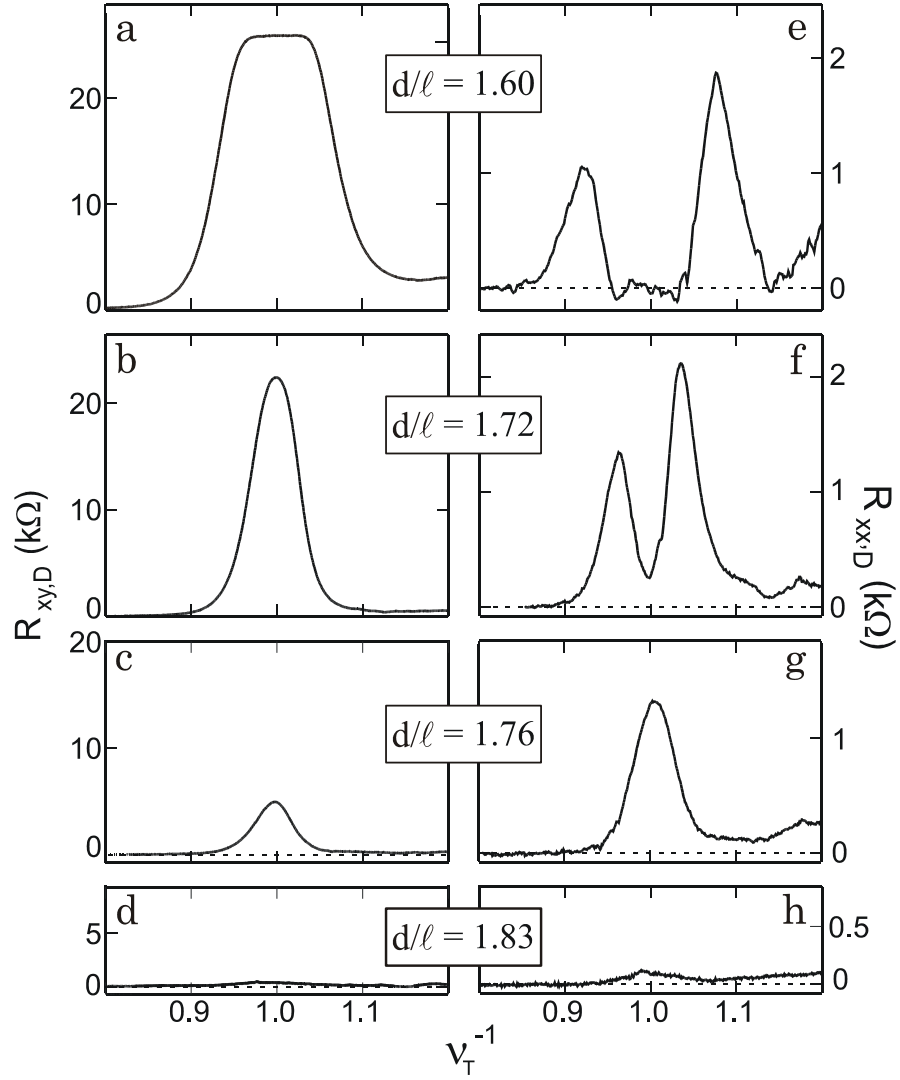 a
e
d/ℓ = 1.60
20
10
0
2
1
0
b
f
d/ℓ = 1.72
20
10
0
2
1
0
R xy,D (kΩ)
R xx,D (kΩ)
c
g
d/ℓ = 1.76
20
10
0
1
0
d
h
d/ℓ = 1.83
5
0
0.5
0
0.9 1.0 1.1
0.9 1.0 1.1
ν_T^-1